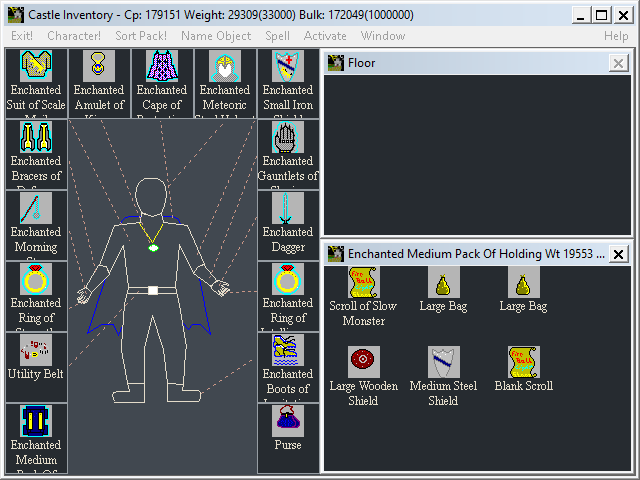 Castle Inventory - Cp: 179151 Weight: 29309(33000) Bulk: 172049(1000000)
Exit! Character! Sort Pack! Name Object Spell Activate Window Help
Enchanted
Suit of Scale
Enchanted
Amulet of
Enchanted
Cape of
Enchanted
Meteoric
Enchanted
Small Iron
Enchanted
Bracers of
Enchanted
Gauntlets of
Enchanted
Morning
Enchanted
Dagger
Enchanted
Ring of
Enchanted
Ring of
Utility Belt
Enchanted
Boots of
Enchanted
Medium
Purse
Floor
Enchanted Medium Pack Of Holding Wt 19553 ...
Scroll of Slow
Monster
Large Bag
Large Bag
Large Wooden
Shield
Medium Steel
Shield
Blank Scroll